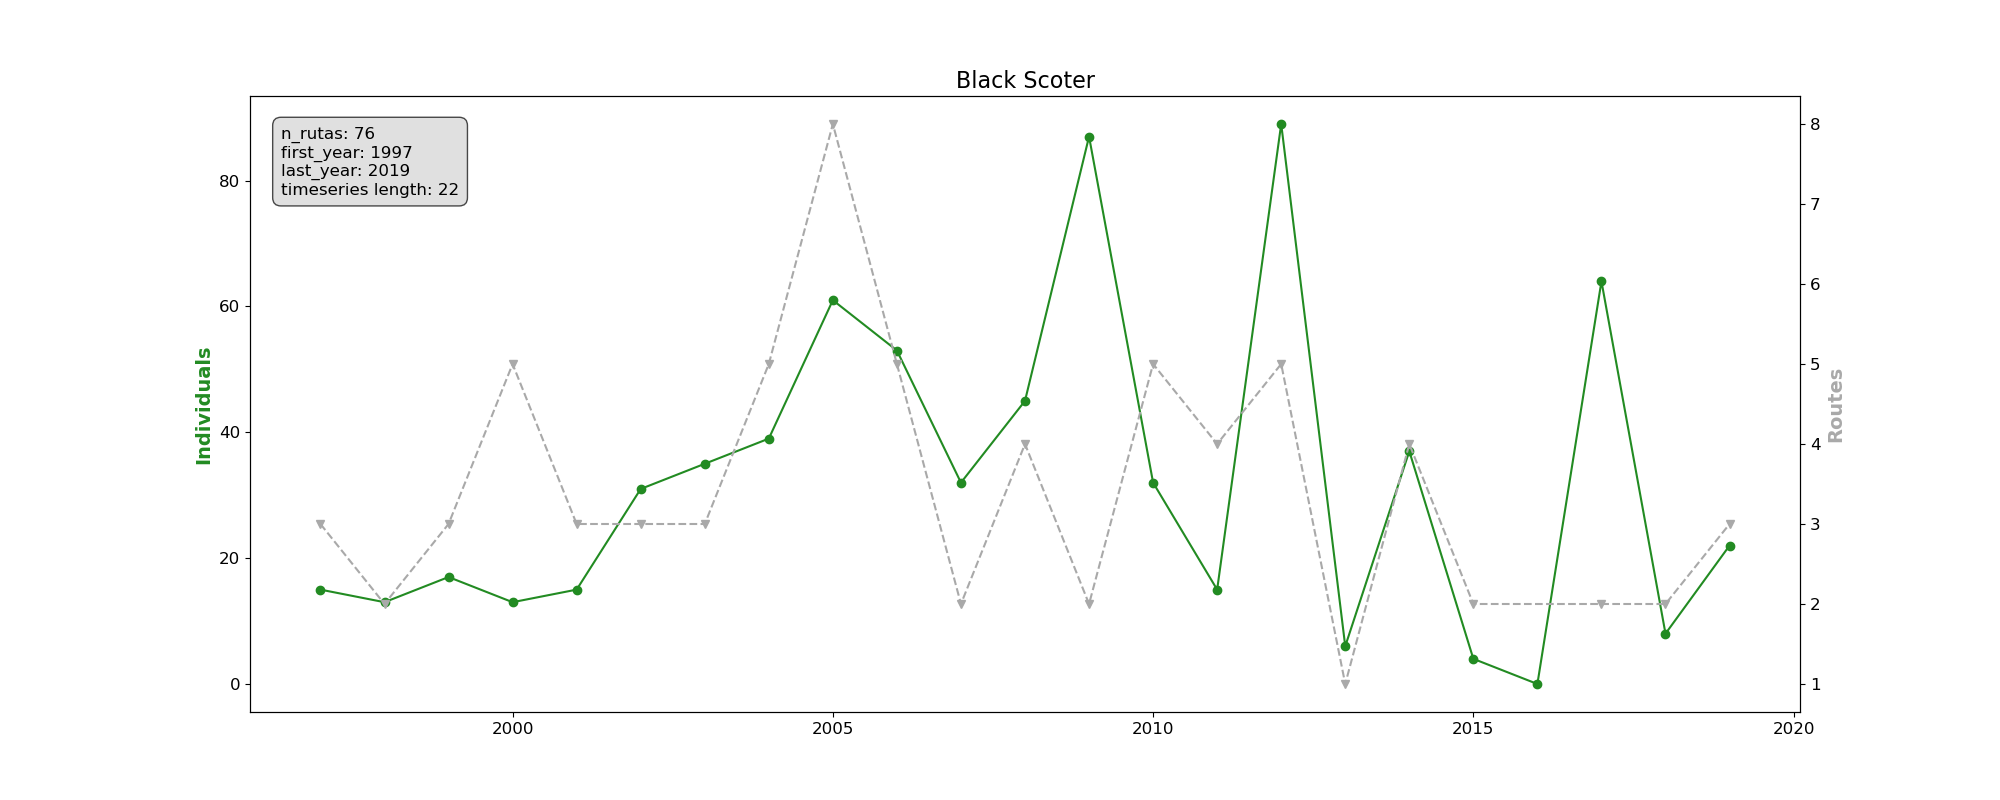 Black Scoter
n_rutas: 76
first_year: 1997
last_year: 2019
timeseries length: 22
Individuals
80
60
40
20
0
8
7
6
5
4
3
2
1
Routes
2000
2005
2010
2015
2020